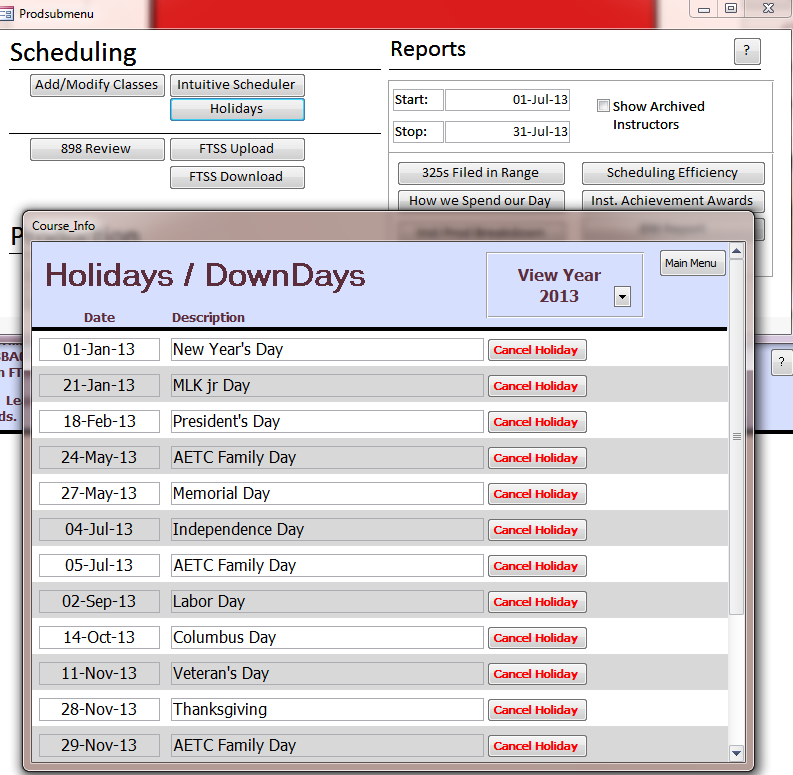 Prodsubmenu
Scheduling
Add/Modify Classes
Intuitive Scheduler
Holidays
898 Review
FTSS Upload
FTSS Download
Reports
?
Start:
01-Jul-13
Stop:
31-Jul-13
Show Archived
Instructors
325s Filed in Range
Scheduling Efficiency
How we Spend our Day
Inst. Achievement Awards
Course_Info
Holidays / DownDays
View Year
2013
Main Menu
Date Description
01-Jan-13 New Year's Day Cancel Holiday
21-Jan-13 MLK jr Day Cancel Holiday
18-Feb-13 President's Day Cancel Holiday
24-May-13 AETC Family Day Cancel Holiday
27-May-13 Memorial Day Cancel Holiday
04-Jul-13 Independence Day Cancel Holiday
05-Jul-13 AETC Family Day Cancel Holiday
02-Sep-13 Labor Day Cancel Holiday
14-Oct-13 Columbus Day Cancel Holiday
11-Nov-13 Veteran's Day Cancel Holiday
28-Nov-13 Thanksgiving Cancel Holiday
29-Nov-13 AETC Family Day Cancel Holiday
?